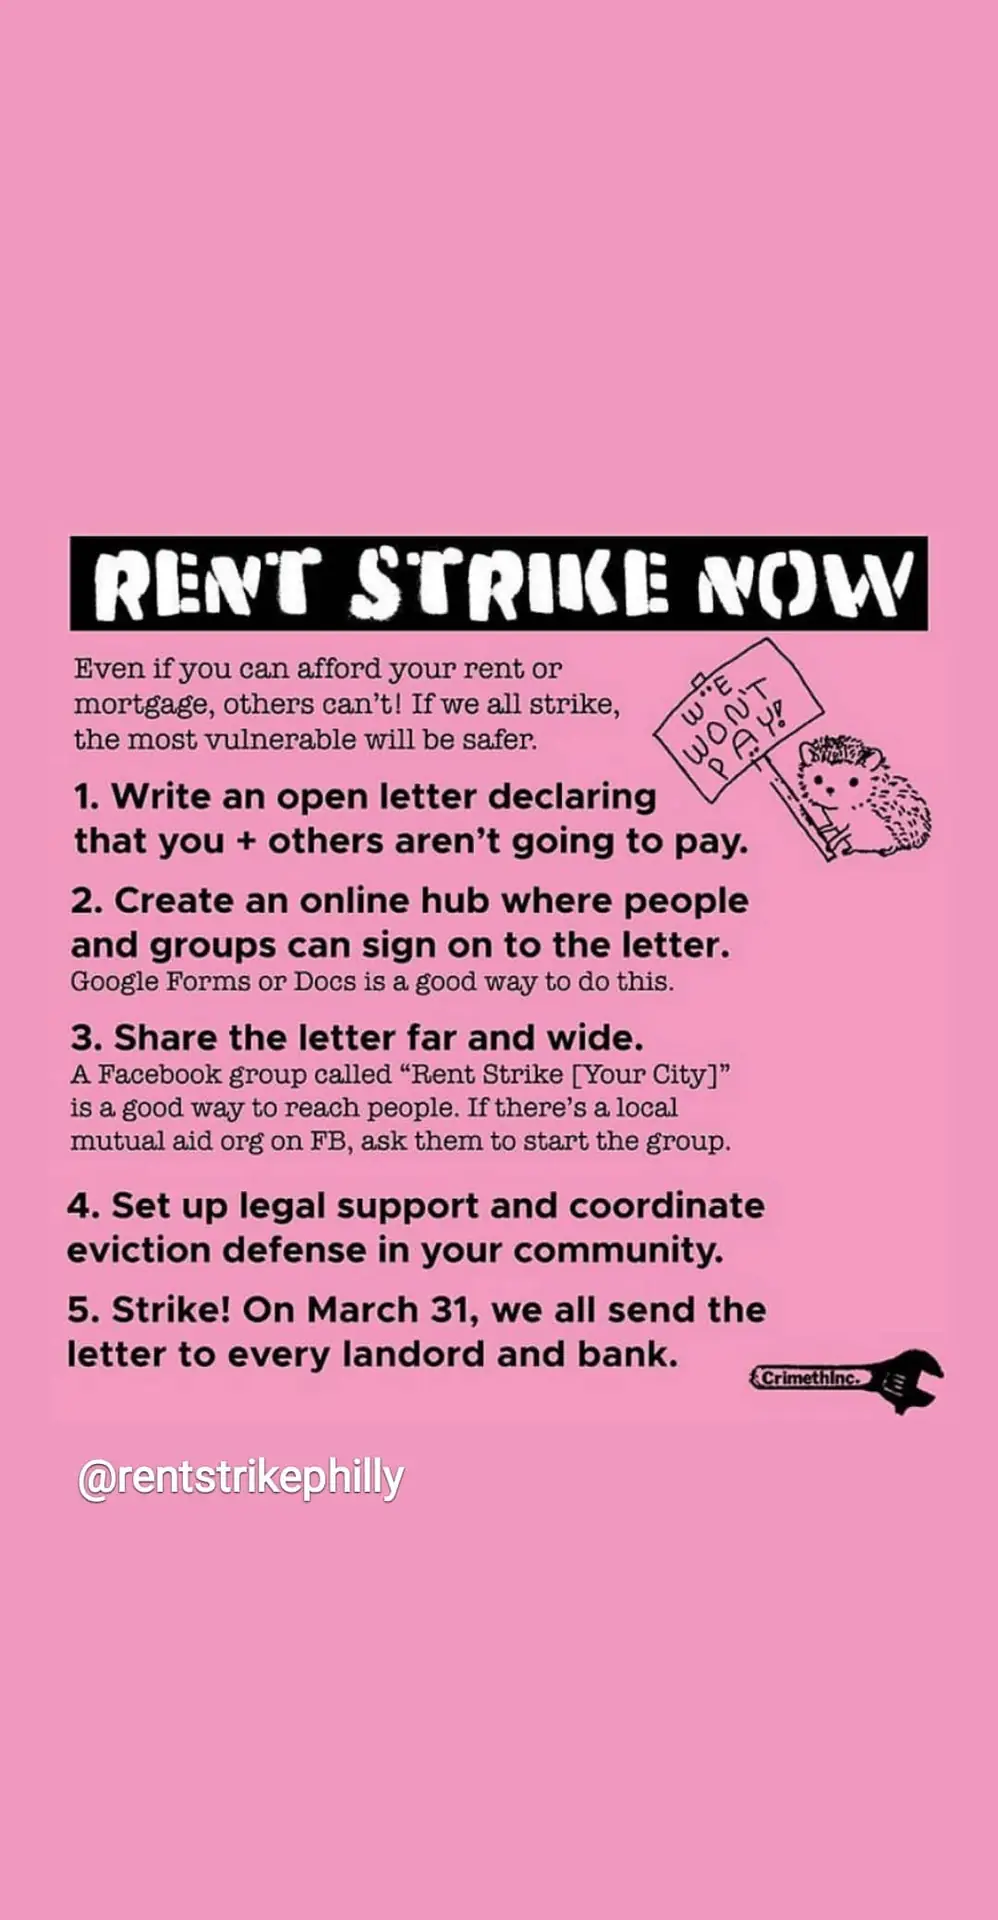 RENT STRIKE NOW
Even if you can afford your rent or
mortgage, others can't! If we all strike,
the most vulnerable will be safer.
WE
WON'T
PAY!
1. Write an open letter declaring
that you + others aren't going to pay.
2. Create an online hub where people
and groups can sign on to the letter.
Google Forms or Docs is a good way to do this.
3. Share the letter far and wide.
A Facebook group called “Rent Strike [Your City]”
is a good way to reach people. If there's a local
mutual aid org on FB, ask them to start the group.
4. Set up legal support and coordinate
eviction defense in your community.
5. Strike! On March 31, we all send the
letter to every landord and bank.
CrimethInc.
@rentstrikephilly